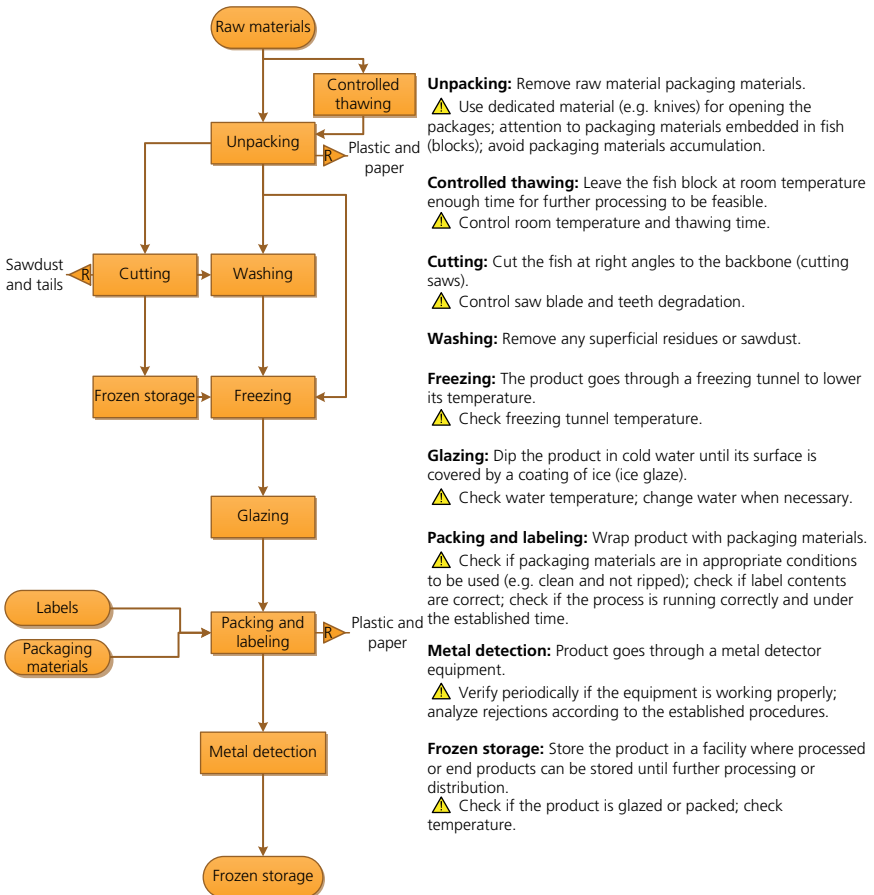 Raw materials
Controlled
thawing
Unpacking
R
Plastic and
paper
Sawdust
and tails
R
Cutting
Washing
Frozen storage
Freezing
Glazing
Labels
Packaging
materials
Packing and
labeling
R
Plastic and
paper
Metal detection
Frozen storage
Unpacking: Remove raw material packaging materials.
! Use dedicated material (e.g. knives) for opening the
packages; attention to packaging materials embedded in fish
(blocks); avoid packaging materials accumulation.
Controlled thawing: Leave the fish block at room temperature
enough time for further processing to be feasible.
! Control room temperature and thawing time.
Cutting: Cut the fish at right angles to the backbone (cutting
saws).
! Control saw blade and teeth degradation.
Washing: Remove any superficial residues or sawdust.
Freezing: The product goes through a freezing tunnel to lower
its temperature.
! Check freezing tunnel temperature.
Glazing: Dip the product in cold water until its surface is
covered by a coating of ice (ice glaze).
! Check water temperature; change water when necessary.
Packing and labeling: Wrap product with packaging materials.
! Check if packaging materials are in appropriate conditions
to be used (e.g. clean and not ripped); check if label contents
are correct; check if the process is running correctly and under
the established time.
Metal detection: Product goes through a metal detector
equipment.
! Verify periodically if the equipment is working properly;
analyze rejections according to the established procedures.
Frozen storage: Store the product in a facility where processed
or end products can be stored until further processing or
distribution.
! Check if the product is glazed or packed; check
temperature.